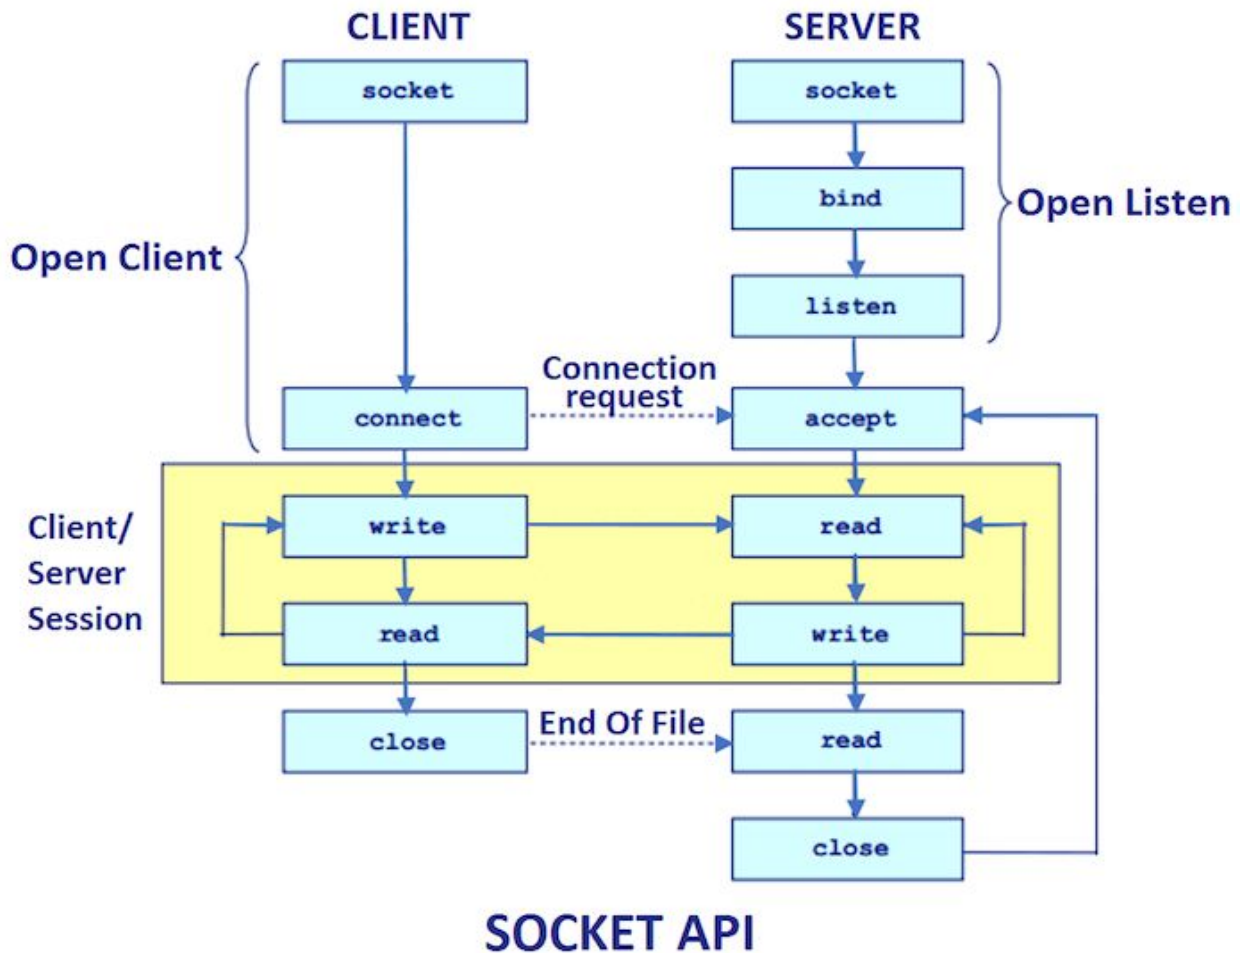 CLIENT
SERVER
socket
socket
bind
Open Listen
Open Client
listen
Connection
request
connect
accept
Client/
Server
Session
write
read
read
write
close
End Of File
read
close
SOCKET API